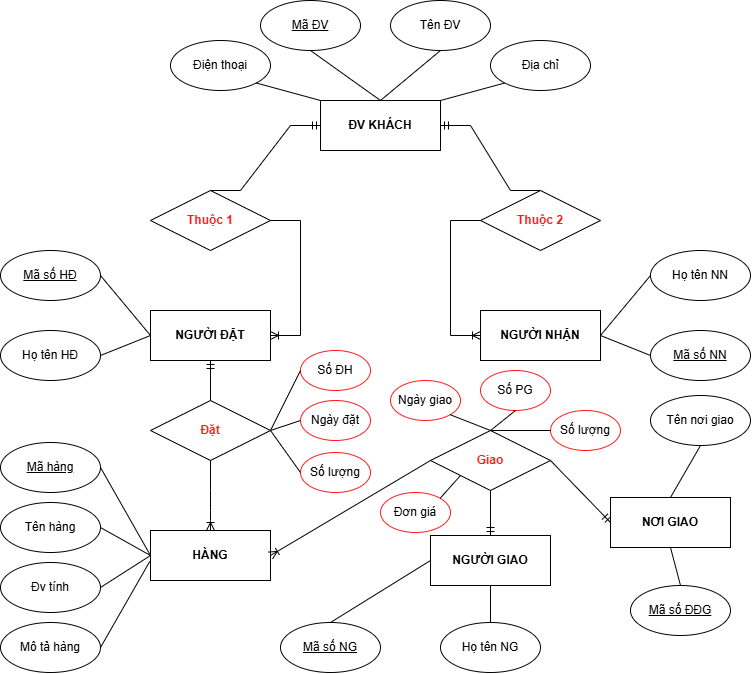 Mã ĐV
Tên ĐV
Điện thoại
Địa chỉ
ĐV KHÁCH
Thuộc 1
Thuộc 2
Mã số HĐ
Họ tên NN
NGƯỜI ĐẶT
NGƯỜI NHẬN
Họ tên HĐ
Mã số NN
Số ĐH
Số PG
Ngày giao
Ngày đặt
Tên nơi giao
Đặt
Số lượng
Giao
Mã hàng
Số lượng
Đơn giá
Tên hàng
NƠI GIAO
HÀNG
NGƯỜI GIAO
Đv tính
Mã số ĐĐG
Mô tả hàng
Mã số NG
Họ tên NG